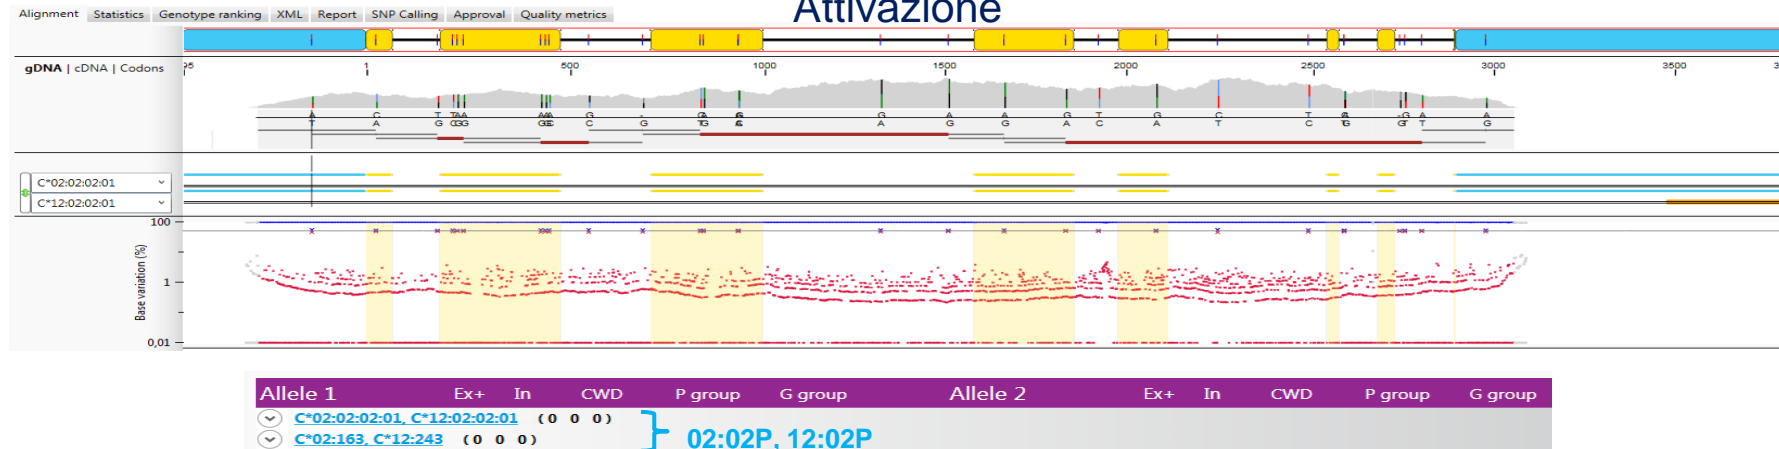 Attivazione
Alignment Statistics Genotype ranking XML Report SNP Calling Approval Quality metrics
gDNA | cDNA | Codons
95 1 500 1000 1500 2000 2500 3000 3500 3
C*02:02:02:01
C*12:02:02:01
100
1
0,01
Base variation (%)
Allele 1 Ex+ In CWD P group G group Allele 2 Ex+ In CWD P group G group
C*02:02:02:01, C*12:02:02:01 (0 0 0)
C*02:163, C*12:243 (0 0 0)
02:02P, 12:02P